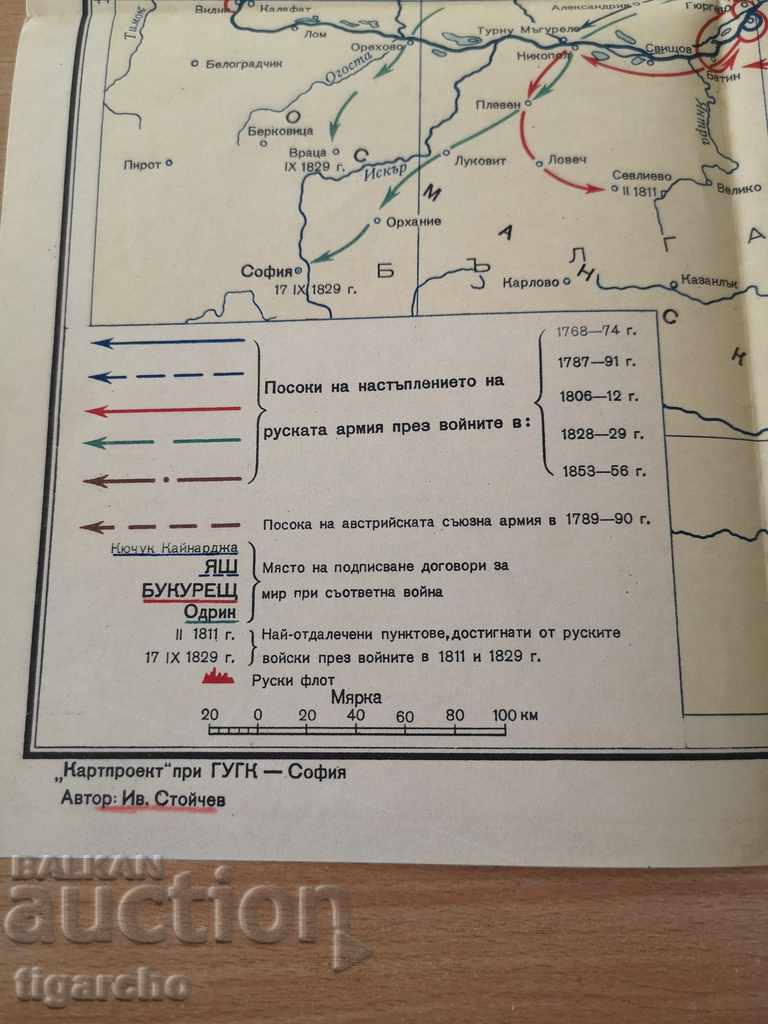 Видин
Калафат
Александрия
Гюргево
Лом
Тимок
Орехово
Турну Мъгуреле
Никопол
Свищов
Батин
Белоградчик
Огоста
Плевен
Янтра
Берковица
О
С
М
А
Н
С
К
Пирот
Враца
IX 1829 г.
Искър
Луковит
Ловеч
Севлиево
II 1811 г.
Велико
Орхание
Б Ъ Л Г А
София
17 IX 1829 г.
Карлово
Казанлък
1768—74 г.
1787—91 г.
Посоки на настъплението на
1806—12 г.
руската армия през войните в:
1828—29 г.
1853—56 г.
Посока на австрийската съюзна армия в 1789—90 г.
Кючук Кайнарджа
ЯШ
Място на подписване договори за
БУКУРЕЩ
мир при съответна война
Одрин
II 1811 г.
Най-отдалечени пунктове, достигнати от руските
17 IX 1829 г.
войски през войните в 1811 и 1829 г.
Руски флот
Мярка
20 0 20 40 60 80 100 км
„Картпроект" при ГУГК — София
Автор: Ив. Стойчев
BALKAN
auction
tigarcho